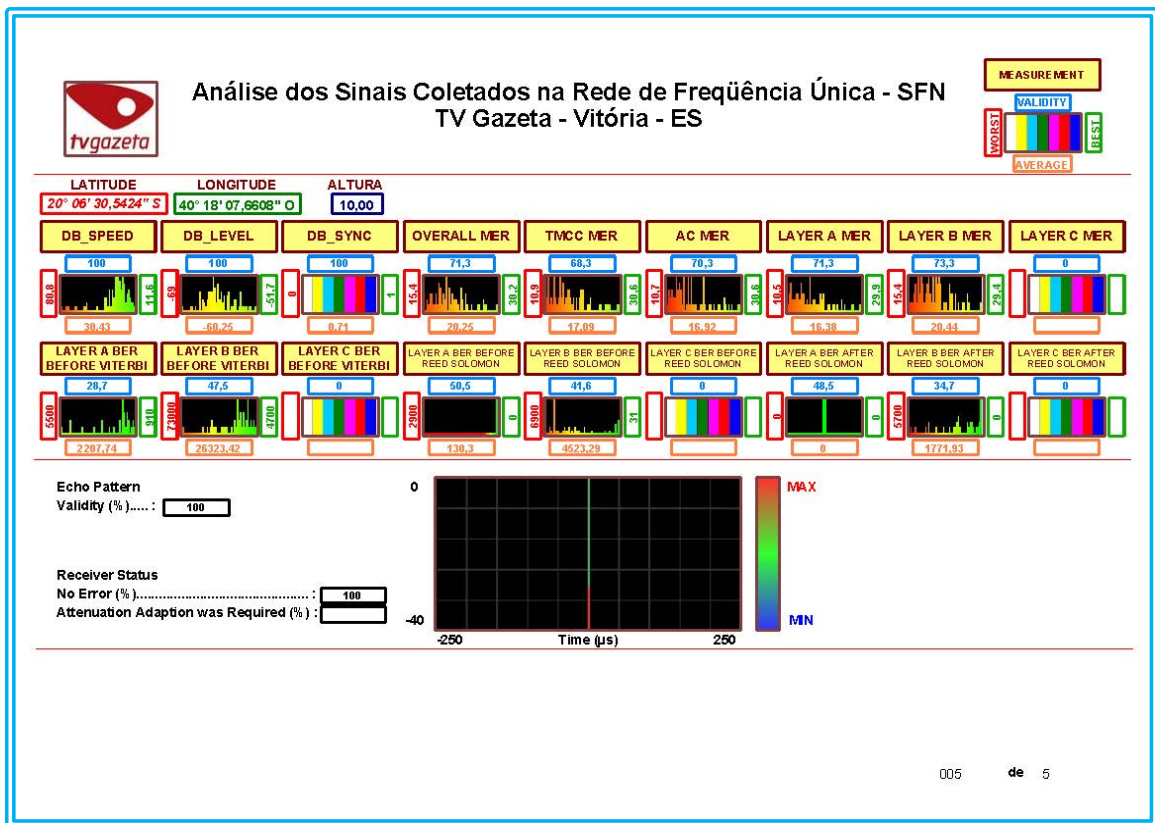 tvgazeta
Análise dos Sinais Coletados na Rede de Freqüência Única - SFN
TV Gazeta - Vitória - ES
MEASUREMENT
VALIDITY
WORST
BEST
AVERAGE
LATITUDE LONGITUDE ALTURA
20° 06' 30,5424" S 40° 18' 07,6608" O 10,00
DB_SPEED DB_LEVEL DB_SYNC OVERALL MER TMCC MER AC MER LAYER A MER LAYER B MER LAYER C MER
100 100 100 71,3 68,3 70,3 71,3 73,3 0
80,8 11,6 -69 -51,7 0 1 15,4 30,2 10,9 30,6 10,7 30,6 10,5 29,9 15,4 29,4
30,43 -60,25 0,71 20,25 17,09 16,92 16,38 20,44
LAYER A BER LAYER B BER LAYER C BER LAYER A BER BEFORE LAYER B BER BEFORE LAYER C BER BEFORE LAYER A BER AFTER LAYER B BER AFTER LAYER C BER AFTER
BEFORE VITERBI BEFORE VITERBI BEFORE VITERBI REED SOLOMON REED SOLOMON REED SOLOMON REED SOLOMON REED SOLOMON REED SOLOMON
28,7 47,5 0 50,5 41,6 0 48,5 34,7 0
5500 910 73000 4700 2900 0 6900 31 0 0 5700 0
2207,74 26323,42 130,3 4523,29 0 1771,93
Echo Pattern
Validity (%)..... : 100
Receiver Status
No Error (%)............................................ : 100
Attenuation Adaption was Required (%) :
0
-40
-250 Time (µs) 250
MAX
MIN
005 de 5